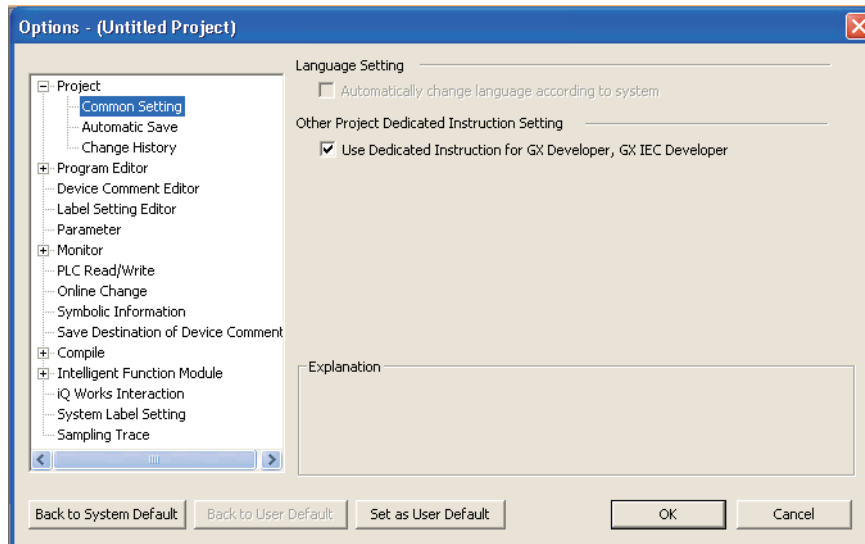 Options - (Untitled Project)
Project
Common Setting
Automatic Save
Change History
Program Editor
Device Comment Editor
Label Setting Editor
Parameter
Monitor
PLC Read/Write
Online Change
Symbolic Information
Save Destination of Device Comment
Compile
Intelligent Function Module
iQ Works Interaction
System Label Setting
Sampling Trace
Language Setting
Automatically change language according to system
Other Project Dedicated Instruction Setting
Use Dedicated Instruction for GX Developer, GX IEC Developer
Explanation
Back to System Default
Back to User Default
Set as User Default
OK
Cancel